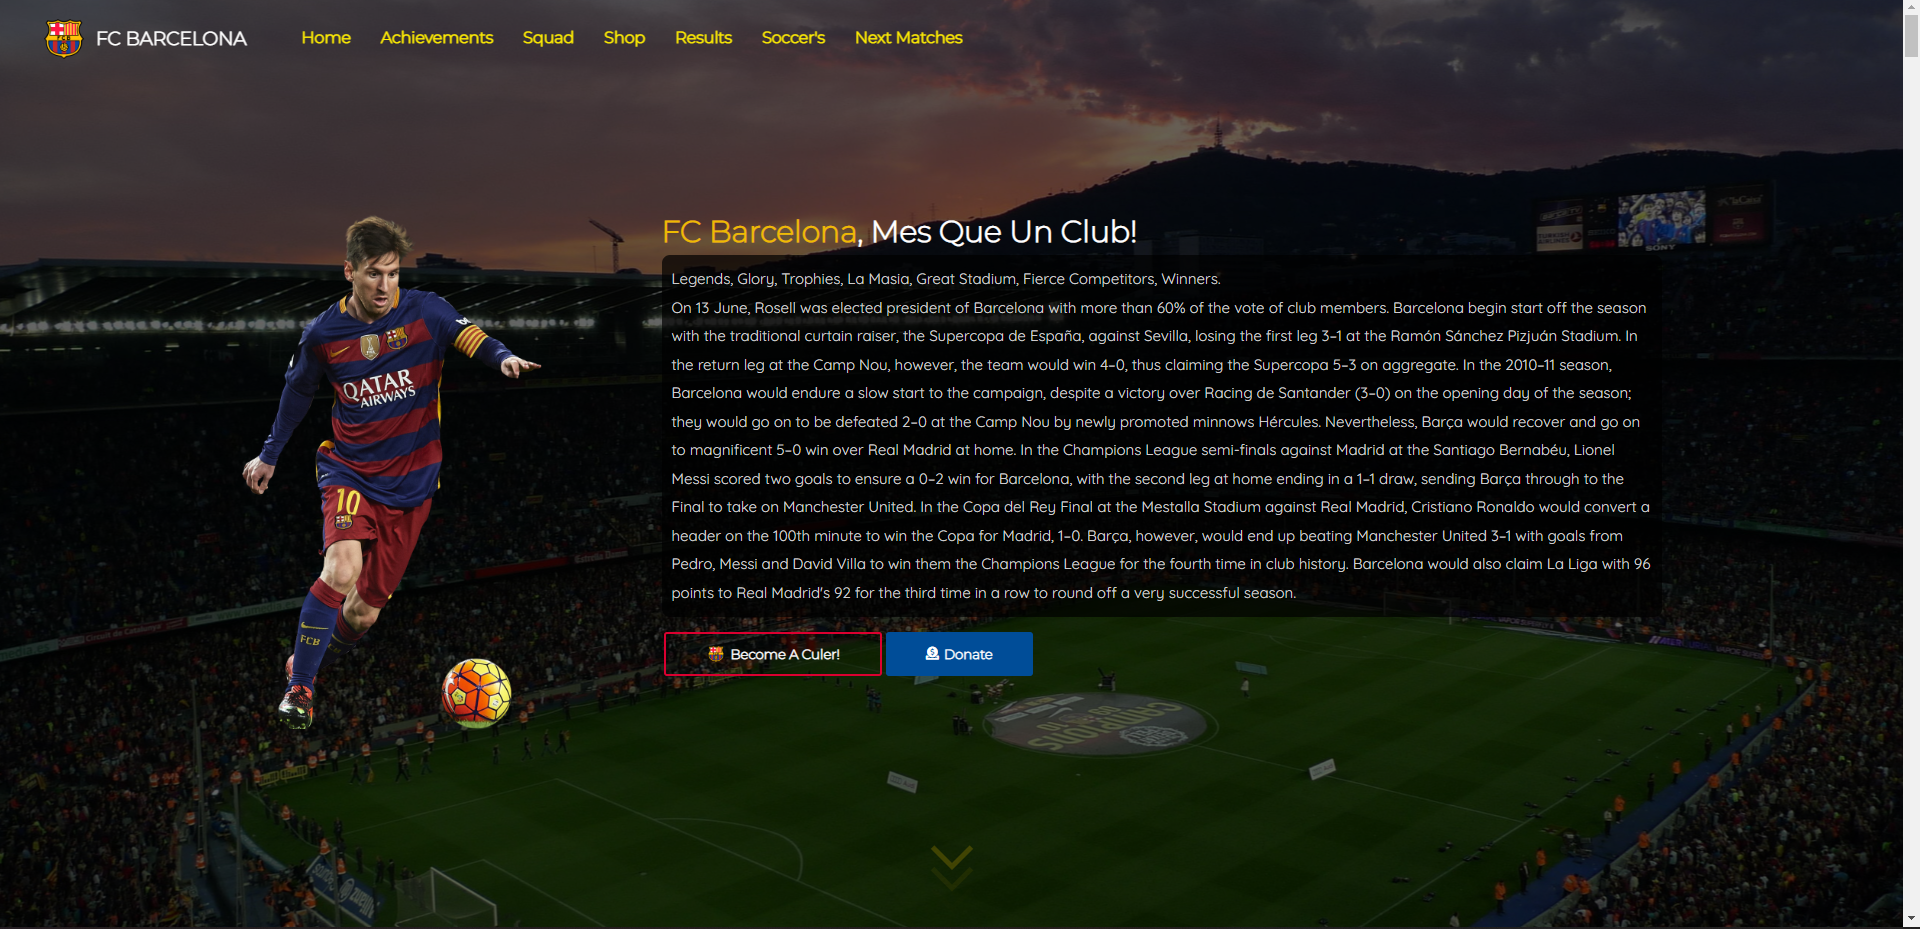 FC BARCELONA
Home Achievements Squad Shop Results Soccer's Next Matches
FC Barcelona, Mes Que Un Club!
Legends, Glory, Trophies, La Masia, Great Stadium, Fierce Competitors, Winners.
On 13 June, Rosell was elected president of Barcelona with more than 60% of the vote of club members. Barcelona begin start off the season
with the traditional curtain raiser, the Supercopa de España, against Sevilla, losing the first leg 3–1 at the Ramón Sánchez Pizjuán Stadium. In
the return leg at the Camp Nou, however, the team would win 4–0, thus claiming the Supercopa 5–3 on aggregate. In the 2010–11 season,
Barcelona would endure a slow start to the campaign, despite a victory over Racing de Santander (3–0) on the opening day of the season;
they would go on to be defeated 2–0 at the Camp Nou by newly promoted minnows Hércules. Nevertheless, Barça would recover and go on
to magnificent 5–0 win over Real Madrid at home. In the Champions League semi-finals against Madrid at the Santiago Bernabéu, Lionel
Messi scored two goals to ensure a 0–2 win for Barcelona, with the second leg at home ending in a 1–1 draw, sending Barça through to the
Final to take on Manchester United. In the Copa del Rey Final at the Mestalla Stadium against Real Madrid, Cristiano Ronaldo would convert a
header on the 100th minute to win the Copa for Madrid, 1–0. Barça, however, would end up beating Manchester United 3–1 with goals from
Pedro, Messi and David Villa to win them the Champions League for the fourth time in club history. Barcelona would also claim La Liga with 96
points to Real Madrid's 92 for the third time in a row to round off a very successful season.
Become A Culer!
Donate
QATAR
AIRWAYS
10
FCB
SONY
CAMPIONS